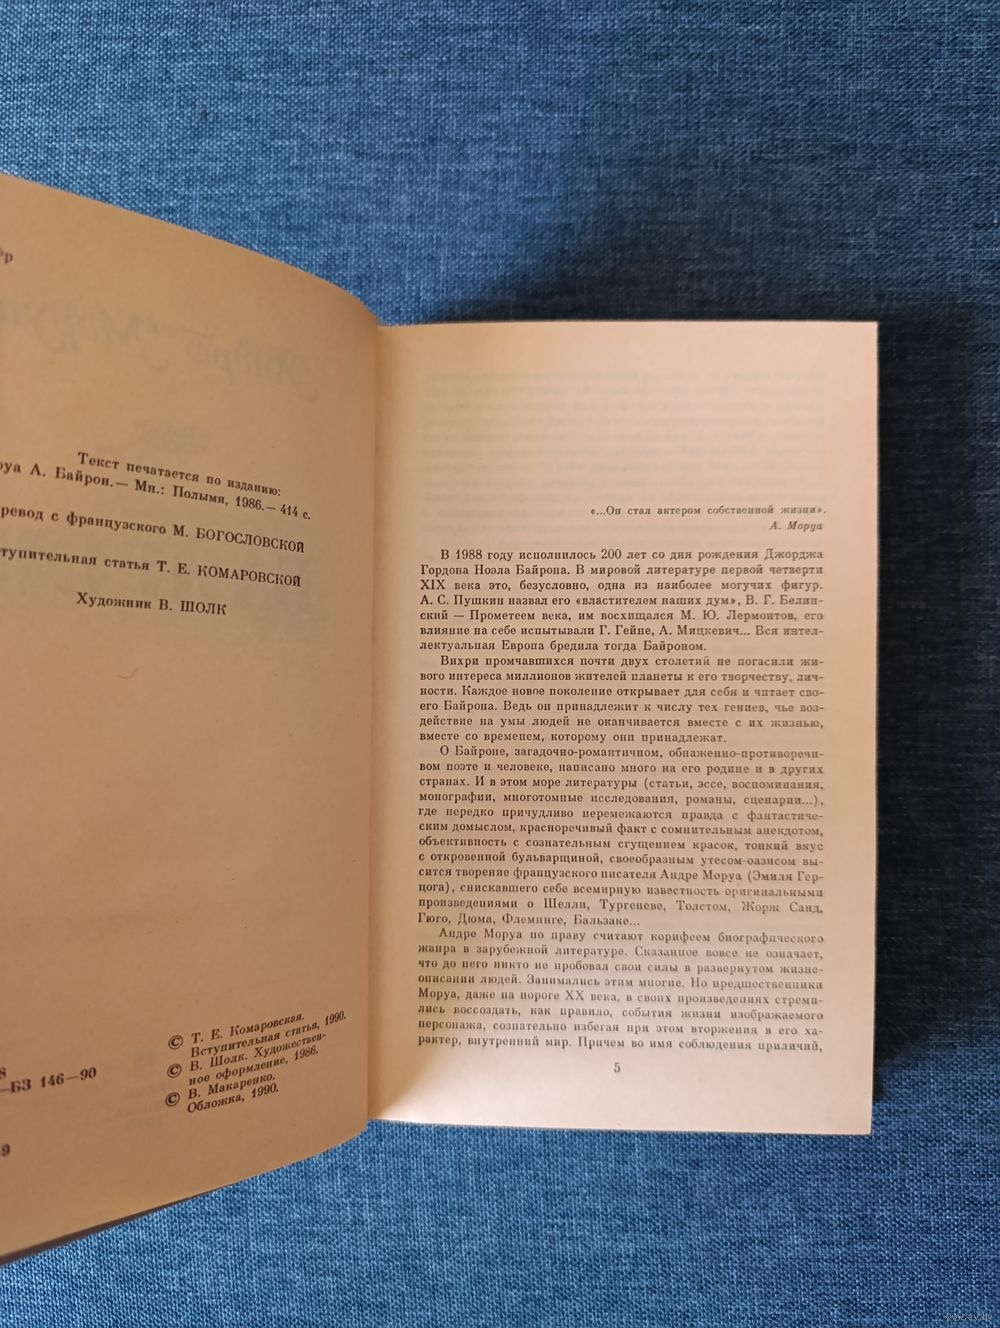 Текст печатается по изданию:
А. Байрон.— Мн.: Полымя, 1986.— 414 с.
с французского М. БОГОСЛОВСКОЙ
статья Т. Е. КОМАРОВСКОЙ
Художник В. ШОЛК
© Т. Е. Комаровская.
Вступительная статья, 1990.
© В. Шолк. Художествен-
ное оформление, 1986.
© В. Макаренко.
Обложка, 1990.
8
—БЗ 146—90
9
«...Он стал актером собственной жизни».
А. Моруа
В 1988 году исполнилось 200 лет со дня рождения Джорджа
Гордона Ноэла Байрона. В мировой литературе первой четверти
XIX века это, безусловно, одна из наиболее могучих фигур.
А. С. Пушкин назвал его «властителем наших дум», В. Г. Белин-
ский — Прометеем века, им восхищался М. Ю. Лермонтов, его
влияние на себе испытывали Г. Гейне, А. Мицкевич... Вся интел-
лектуальная Европа бредила тогда Байроном.
Вихри промчавшихся почти двух столетий не погасили жи-
вого интереса миллионов жителей планеты к его творчеству, лич-
ности. Каждое новое поколение открывает для себя и читает сво-
его Байрона. Ведь он принадлежит к числу тех гениев, чье воз-
действие на умы людей не оканчивается вместе с их жизнью,
вместе со временем, которому они принадлежат.
О Байроне, загадочно-романтичном, обнаженно-противоречи-
вом поэте и человеке, написано много на его родине и в других
странах. И в этом море литературы (статьи, эссе, воспоминания,
монографии, многотомные исследования, романы, сценарии...),
где нередко причудливо перемежаются правда с фантастиче-
ским домыслом, красноречивый факт с сомнительным анекдотом,
объективность с сознательным сгущением красок, тонкий вкус
с откровенной бульварщиной, своеобразным утесом-оазисом вы-
сится творение французского писателя Андре Моруа (Эмиля Гер-
цога), снискавшего себе всемирную известность оригинальными
произведениями о Шелли, Тургеневе, Толстом, Жорж Санд,
Гюго, Дюма, Флеминге, Бальзаке...
Андре Моруа по праву считают корифеем биографического
жанра в зарубежной литературе. Сказанное вовсе не означает,
что до него никто не пробовал свои силы в развернутом жизне-
описании людей. Занимались этим многие. Но предшественники
Моруа, даже на пороге XX века, в своих произведениях стреми-
лись воссоздать, как правило, события жизни изображаемого
персонажа, сознательно избегая при этом вторжения в его ха-
рактер, внутренний мир. Причем во имя соблюдения приличий,
5
www.ay.by